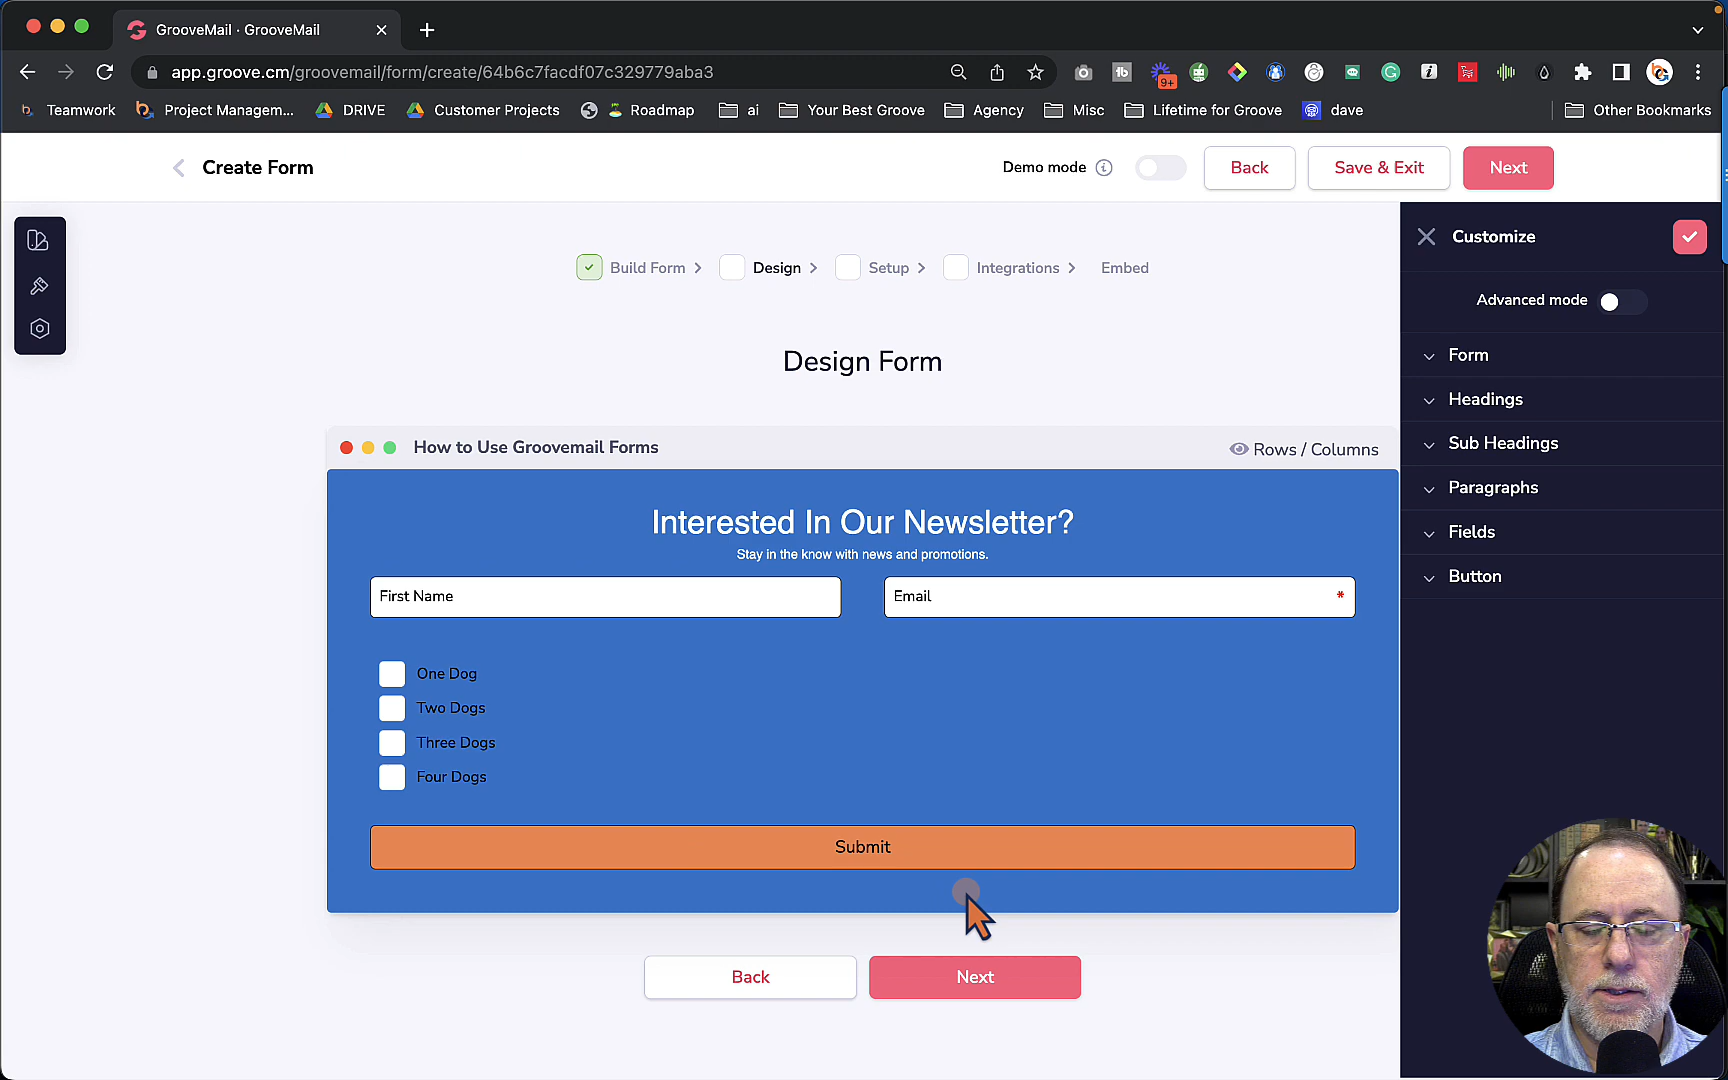 GrooveMail · GrooveMail
app.groove.cm/groovemail/form/create/64b6c7facdf07c329779aba3
9+
Teamwork
Project Managem...
DRIVE
Customer Projects
Roadmap
ai
Your Best Groove
Agency
Misc
Lifetime for Groove
dave
Other Bookmarks
Create Form
Demo mode
Back
Save & Exit
Next
Customize
Advanced mode
Form
Headings
Sub Headings
Paragraphs
Fields
Button
Build Form
Design
Setup
Integrations
Embed
Design Form
How to Use Groovemail Forms
Rows / Columns
Interested In Our Newsletter?
Stay in the know with news and promotions.
First Name
Email *
One Dog
Two Dogs
Three Dogs
Four Dogs
Submit
Back
Next